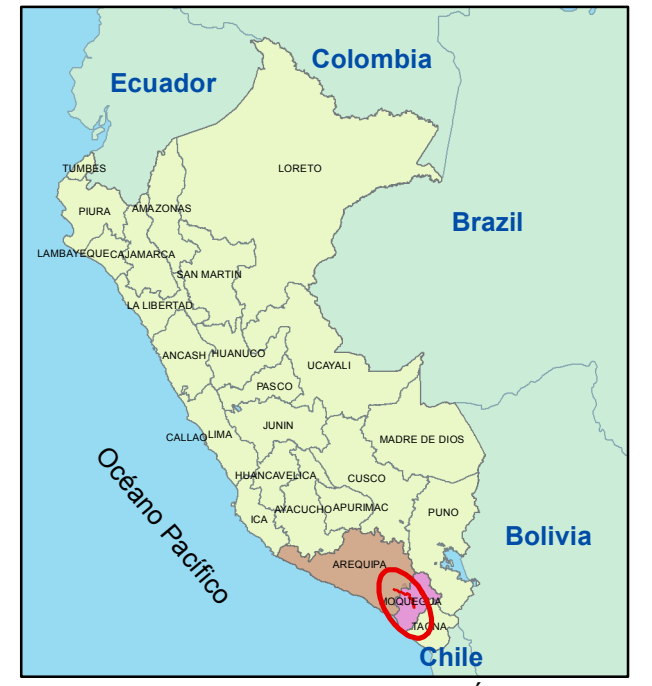 Colombia
Ecuador
TUMBES
LORETO
PIURA
AMAZONAS
Brazil
LAMBAYEQUE
CAJAMARCA
SAN MARTIN
LA LIBERTAD
ANCASH
HUANUCO
UCAYALI
PASCO
JUNIN
CALLAO
LIMA
MADRE DE DIOS
Océano Pacífico
HUANCAVELICA
CUSCO
ICA
AYACUCHO
APURIMAC
PUNO
Bolivia
AREQUIPA
MOQUEGUA
TACNA
Chile